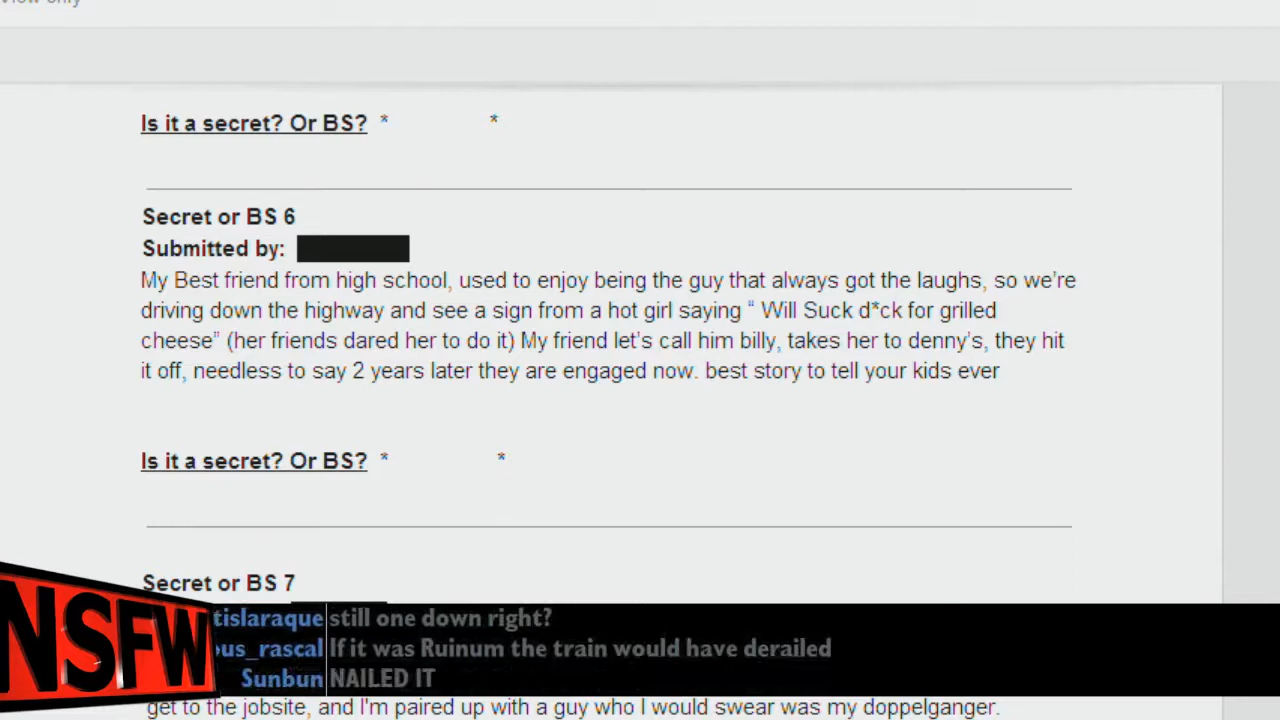 View only
Is it a secret? Or BS? * *
Secret or BS 6
Submitted by:
My Best friend from high school, used to enjoy being the guy that always got the laughs, so we're
driving down the highway and see a sign from a hot girl saying “ Will Suck d*ck for grilled
cheese” (her friends dared her to do it) My friend let's call him billy, takes her to denny's, they hit
it off, needless to say 2 years later they are engaged now. best story to tell your kids ever
Is it a secret? Or BS? * *
Secret or BS 7
tislaraque still one down right?
ous_rascal If it was Ruinum the train would have derailed
Sunbun NAILED IT
NSFW
get to the jobsite, and I'm paired up with a guy who I would swear was my doppelganger.